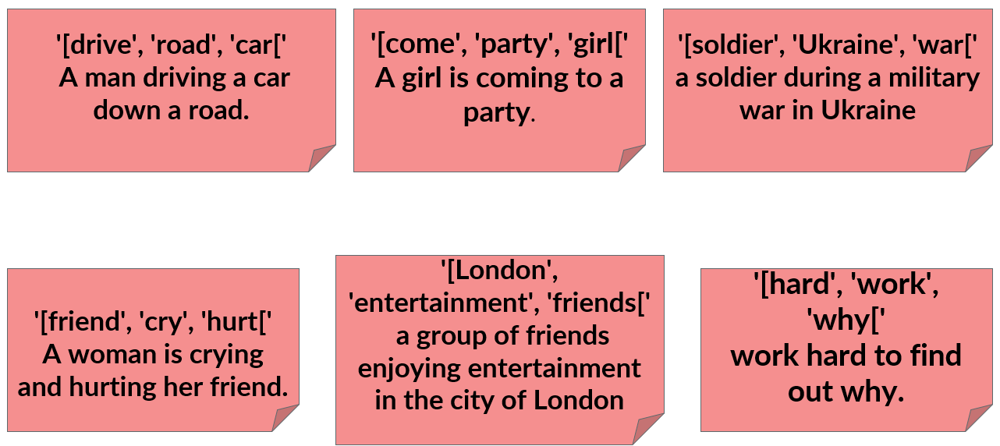 '[drive', 'road', 'car['
A man driving a car
down a road.
'[come', 'party', 'girl['
A girl is coming to a
party.
'[soldier', 'Ukraine', 'war['
a soldier during a military
war in Ukraine
'[friend', 'cry', 'hurt['
A woman is crying
and hurting her friend.
'[London',
'entertainment', 'friends['
a group of friends
enjoying entertainment
in the city of London
'[hard', 'work',
'why['
work hard to find
out why.